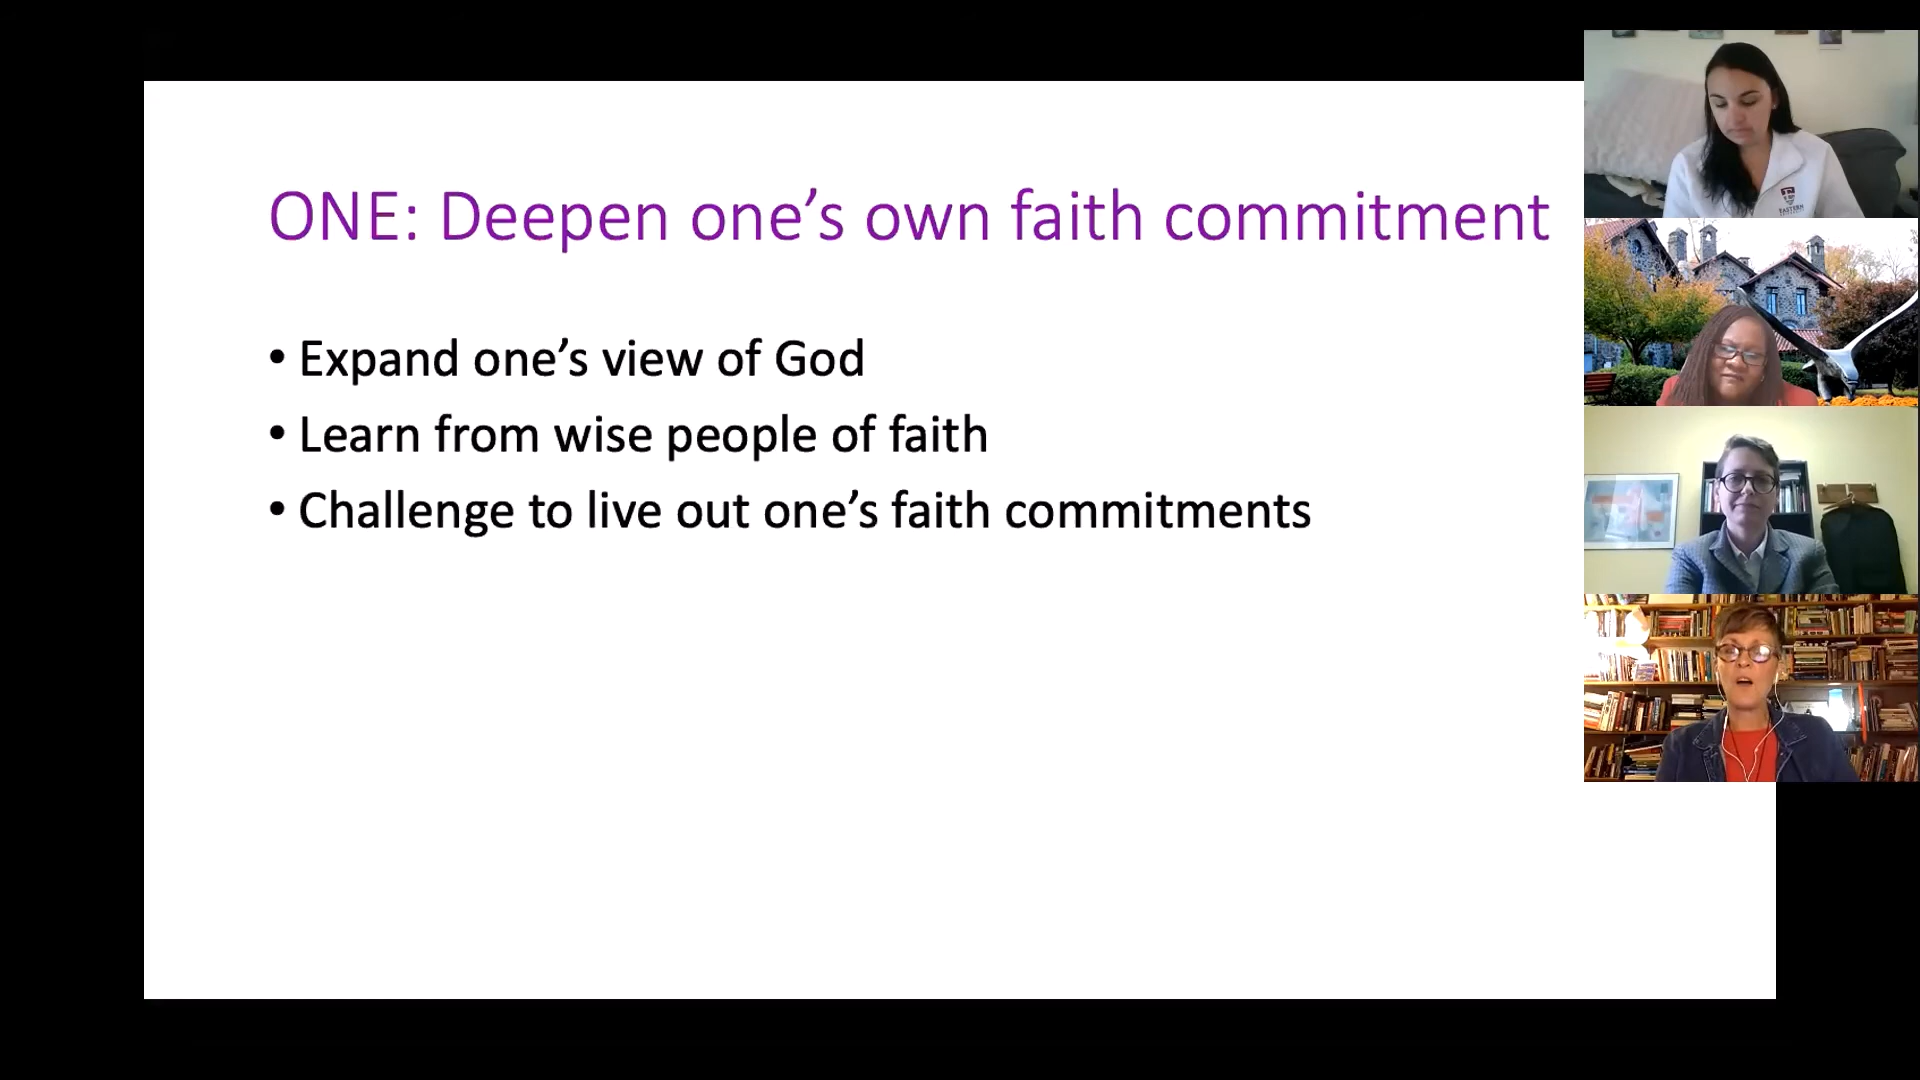 ONE: Deepen one’s own faith commitment
• Expand one’s view of God
• Learn from wise people of faith
• Challenge to live out one’s faith commitments
EASTERN